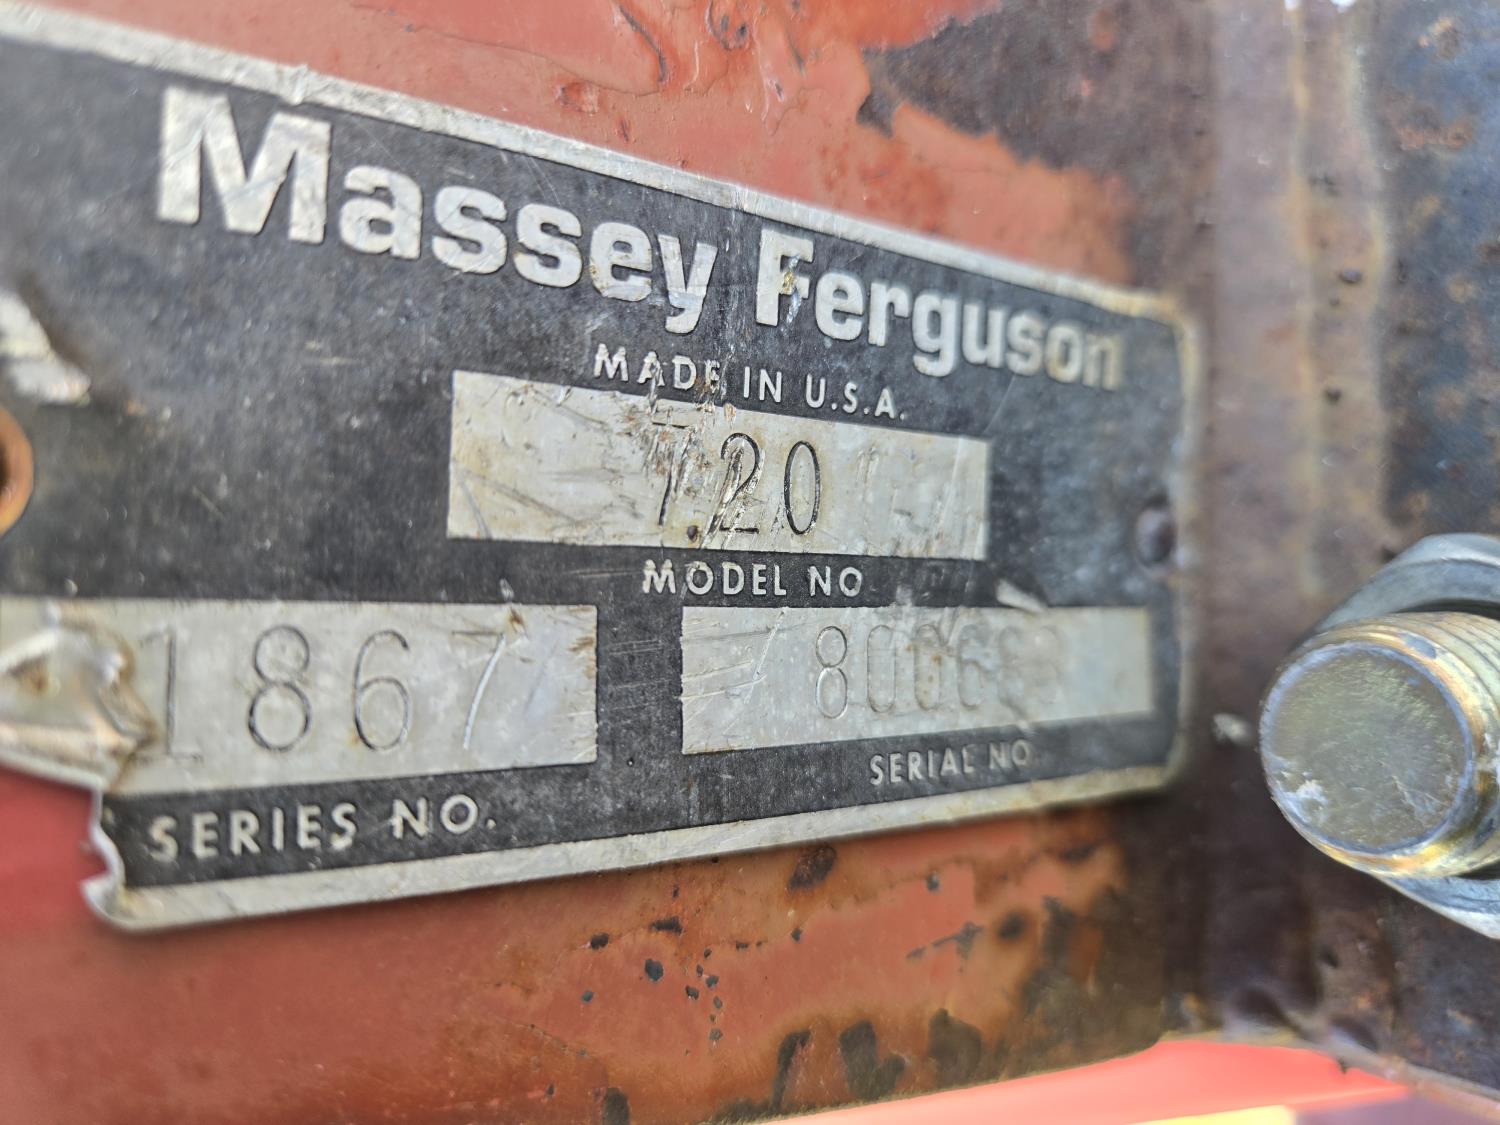 Massey Ferguson
MADE IN U.S.A.
720
MODEL NO
1867
SERIES NO.
SERIAL NO.